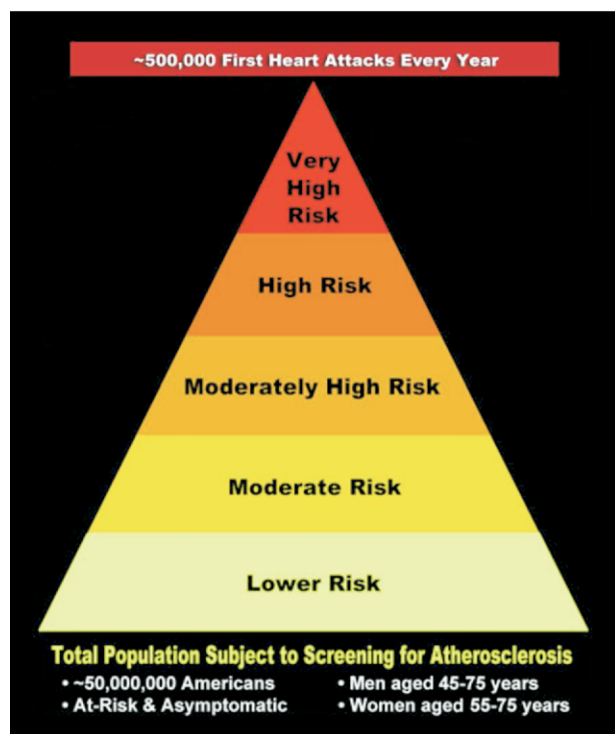 ~500,000 First Heart Attacks Every Year
Very
High
Risk
High Risk
Moderately High Risk
Moderate Risk
Lower Risk
Total Population Subject to Screening for Atherosclerosis
• ~50,000,000 Americans
• At-Risk & Asymptomatic
• Men aged 45-75 years
• Women aged 55-75 years